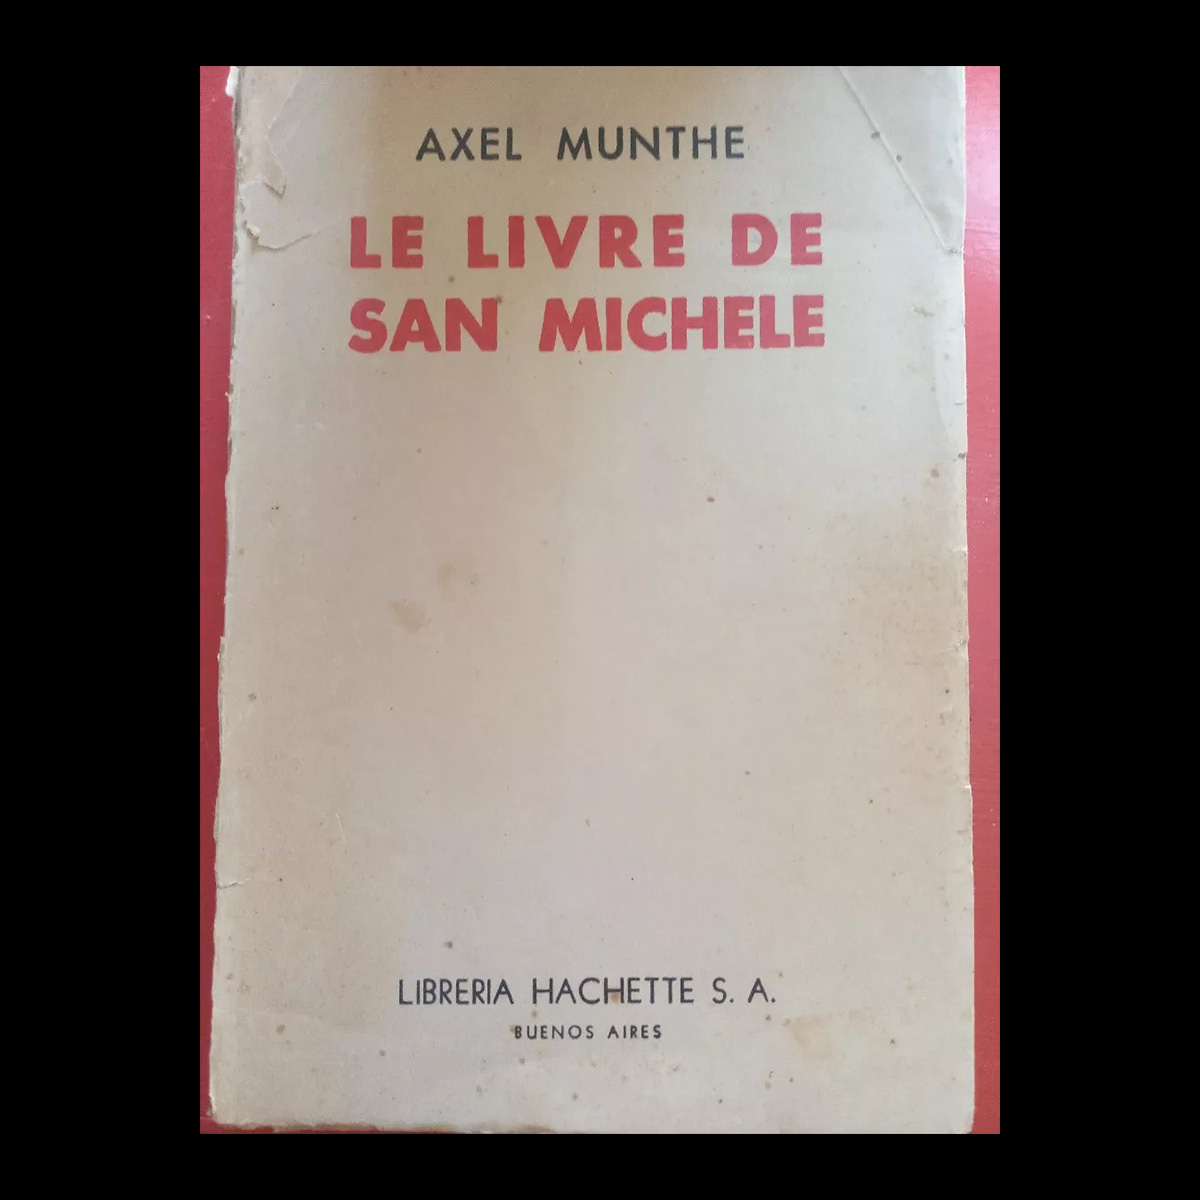 AXEL MUNTHE
LE LIVRE DE
SAN MICHELE
LIBRERIA HACHETTE S. A.
BUENOS AIRES